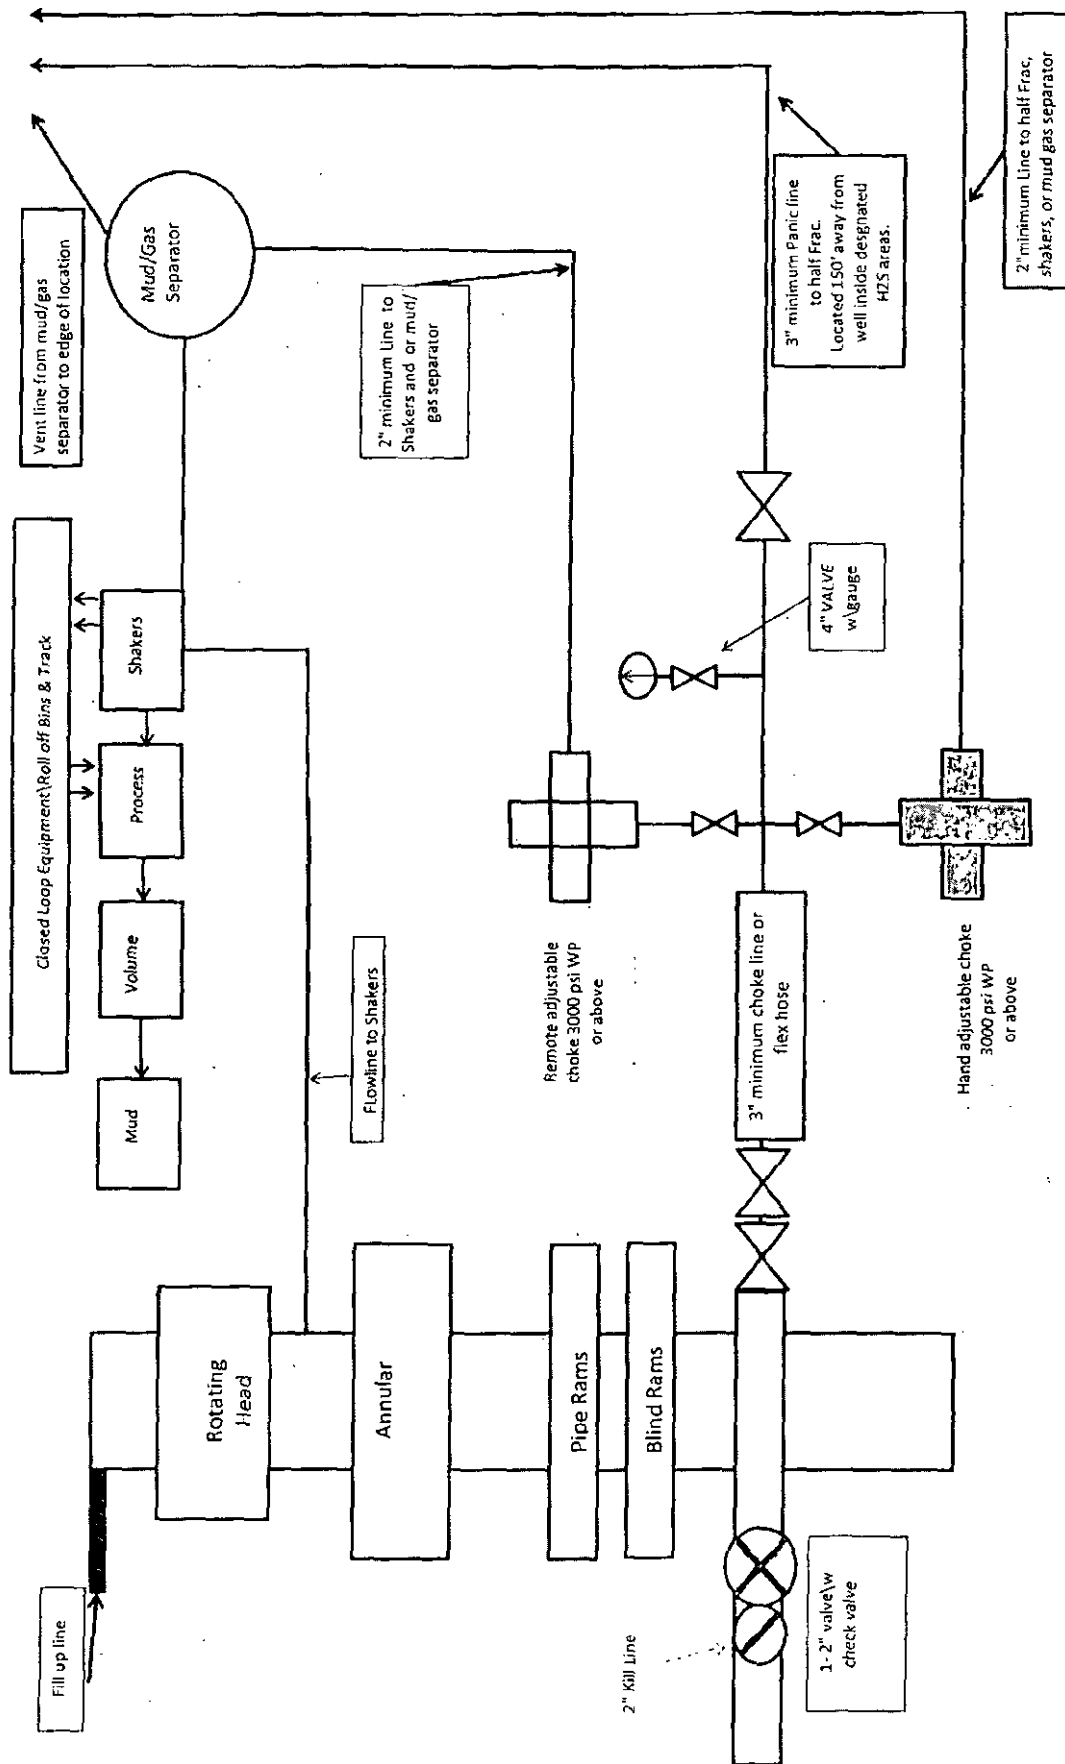 Fill up line
Rotating
Head
Annular
Pipe Rams
Blind Rams
2" Kill Line
1- 2" valve\w
check valve
Closed Loop Equipment\Roll off Bins & Track
Mud
Volume
Process
Shakers
Flowline to Shakers
Vent line from mud/gas
separator to edge of location
Mud/Gas
Separator
2" minimum Line to
Shakers and or mud/
gas separator
Remote adjustable
choke 3000 psi WP
or above
3" minimum choke line or
flex hose
4" VALVE
w\gauge
3" minimum Panic line
to half Frac.
Located 150' away from
well inside desgnated
H2S areas.
Hand adjustable choke
3000 psi WP
or above
2" minimum Line to half Frac,
shakers, or mud gas separator